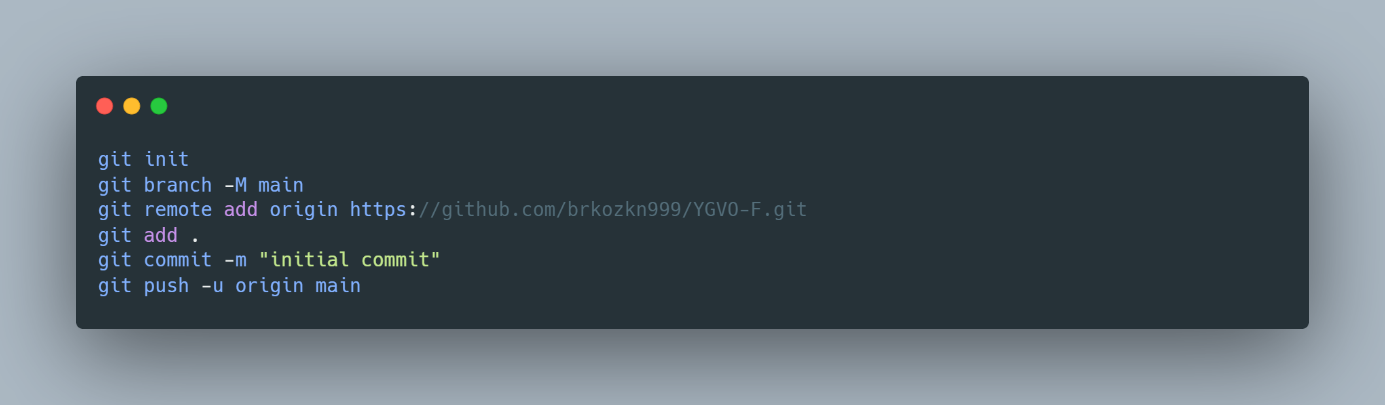 git init
git branch -M main
git remote add origin https://github.com/brkozkn999/YGVO-F.git
git add .
git commit -m "initial commit"
git push -u origin main